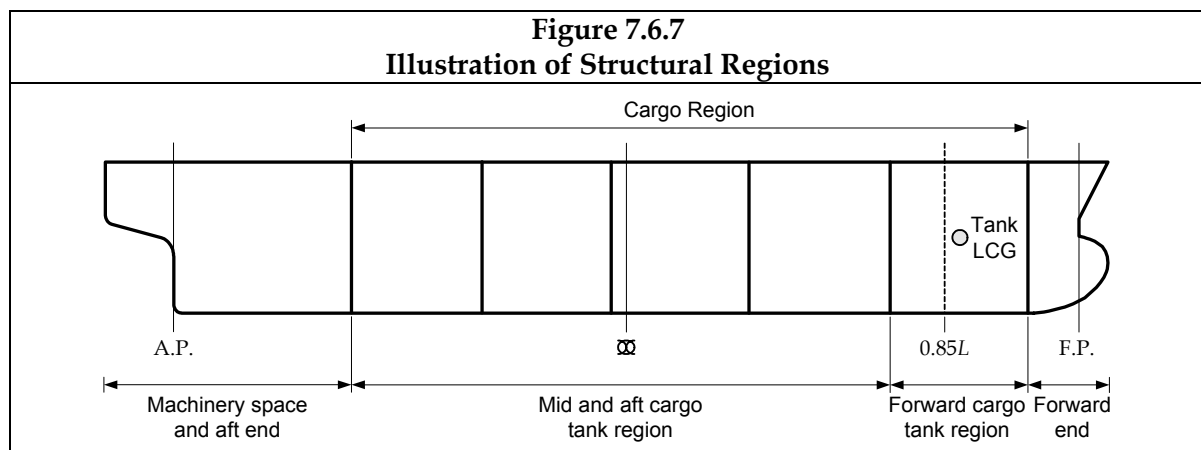 Figure 7.6.7
Illustration of Structural Regions
Cargo Region
Tank
LCG
A.P.
0.85L
F.P.
Machinery space
and aft end
Mid and aft cargo
tank region
Forward cargo
tank region
Forward
end